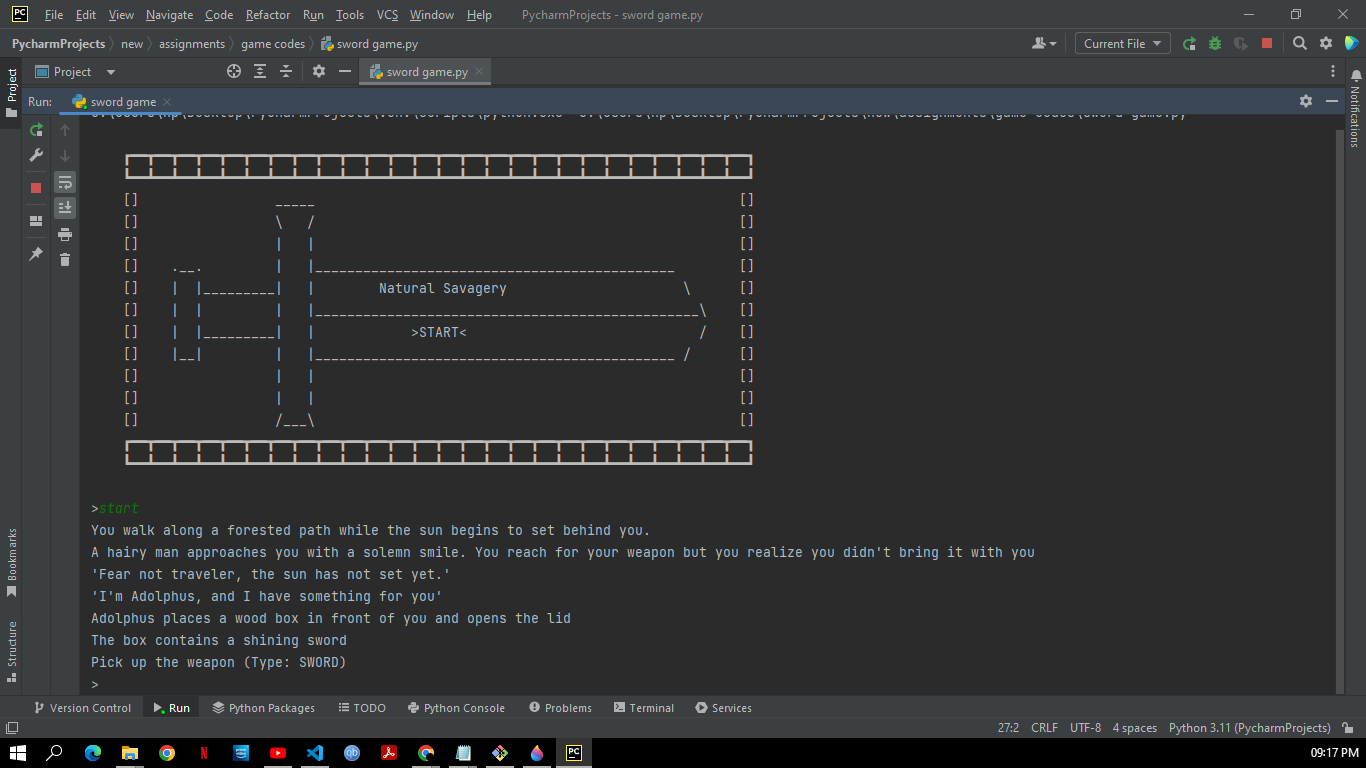 File Edit View Navigate Code Refactor Run Tools VCS Window Help PycharmProjects - sword game.py
PycharmProjects new assignments game codes sword game.py Current File
Project sword game.py
Run: sword game
Project
Notifications
[] _____ []
[] \   / []
[] |   | []
[] .__. |   |_____________________________________________ []
[] |  |_________|   | Natural Savagery \ []
[] |  | |   |________________________________________________\ []
[] |  |_________|   | >START< / []
[] |__| |   |_____________________________________________ / []
[] |   | []
[] |   | []
[] /___\ []
>start
You walk along a forested path while the sun begins to set behind you.
A hairy man approaches you with a solemn smile. You reach for your weapon but you realize you didn't bring it with you
'Fear not traveler, the sun has not set yet.'
'I'm Adolphus, and I have something for you'
Adolphus places a wood box in front of you and opens the lid
The box contains a shining sword
Pick up the weapon (Type: SWORD)
>
Bookmarks
Structure
Version Control Run Python Packages TODO Python Console Problems Terminal Services
27:2 CRLF UTF-8 4 spaces Python 3.11 (PycharmProjects)
09:17 PM